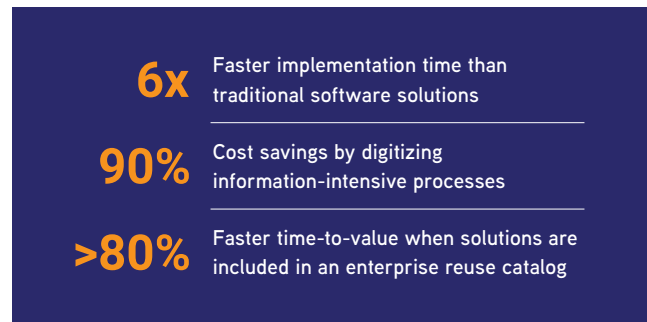 6x
Faster implementation time than
traditional software solutions
90%
Cost savings by digitizing
information-intensive processes
>80%
Faster time-to-value when solutions are
included in an enterprise reuse catalog